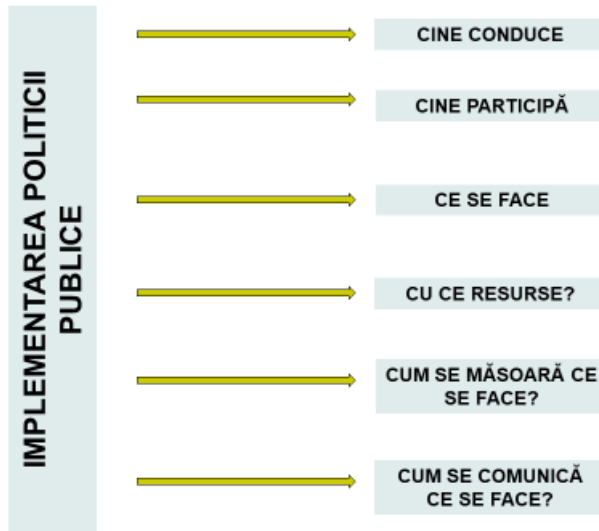 IMPLEMENTAREA POLITICII
PUBLICE
CINE CONDUCE
CINE PARTICIPĂ
CE SE FACE
CU CE RESURSE?
CUM SE MĂSOARĂ CE
SE FACE?
CUM SE COMUNICĂ
CE SE FACE?